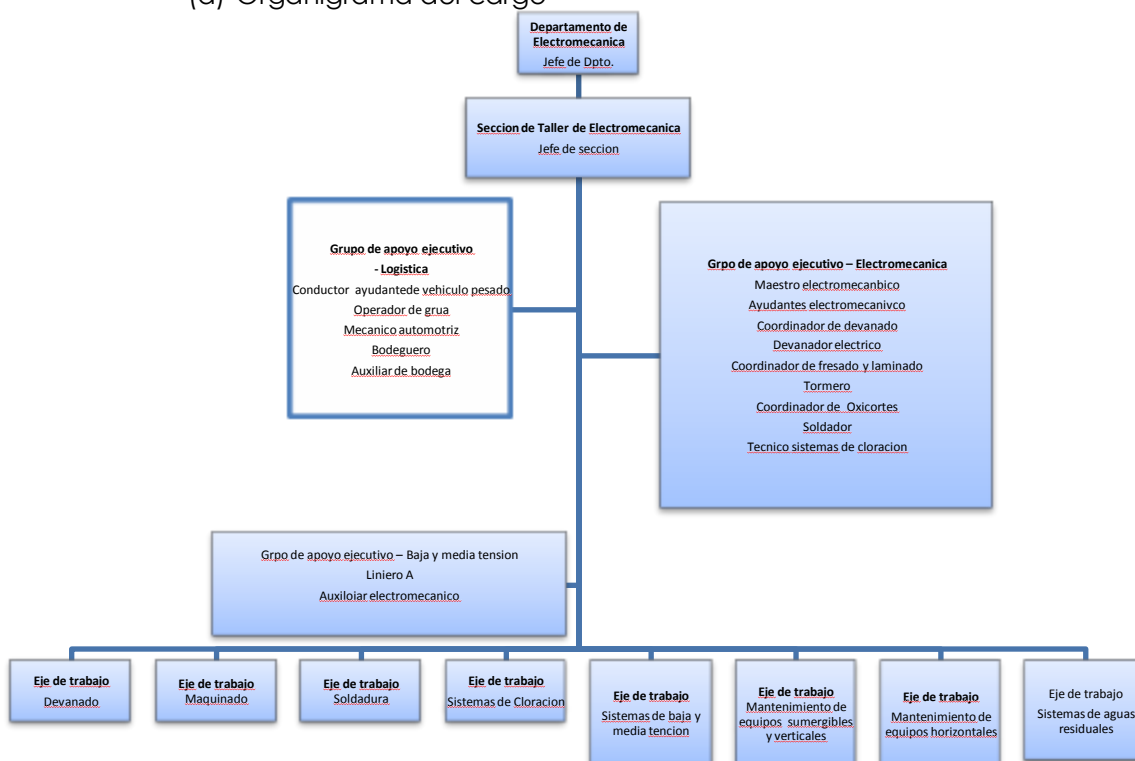 (a) Organigrama del cargo
Departamento de
Electromecanica
Jefe de Dpto.
Seccion de Taller de Electromecanica
Jefe de seccion
Grupo de apoyo ejecutivo
- Logistica
Conductor ayudantede vehiculo pesado
Operador de grua
Mecanico automotriz
Bodeguero
Auxiliar de bodega
Grpo de apoyo ejecutivo – Electromecanica
Maestro electromecanbico
Ayudantes electromecanivco
Coordinador de devanado
Devanador electrico
Coordinador de fresado y laminado
Tormero
Coordinador de Oxicortes
Soldador
Tecnico sistemas de cloracion
Grpo de apoyo ejecutivo – Baja y media tension
Liniero A
Auxiloiar electromecanico
Eje de trabajo
Devanado
Eje de trabajo
Maquinado
Eje de trabajo
Soldadura
Eje de trabajo
Sistemas de Cloracion
Eje de trabajo
Sistemas de baja y
media tencion
Eje de trabajo
Mantenimiento de
equipos sumergibles
y verticales
Eje de trabajo
Mantenimiento de
equipos horizontales
Eje de trabajo
Sistemas de aguas
residuales